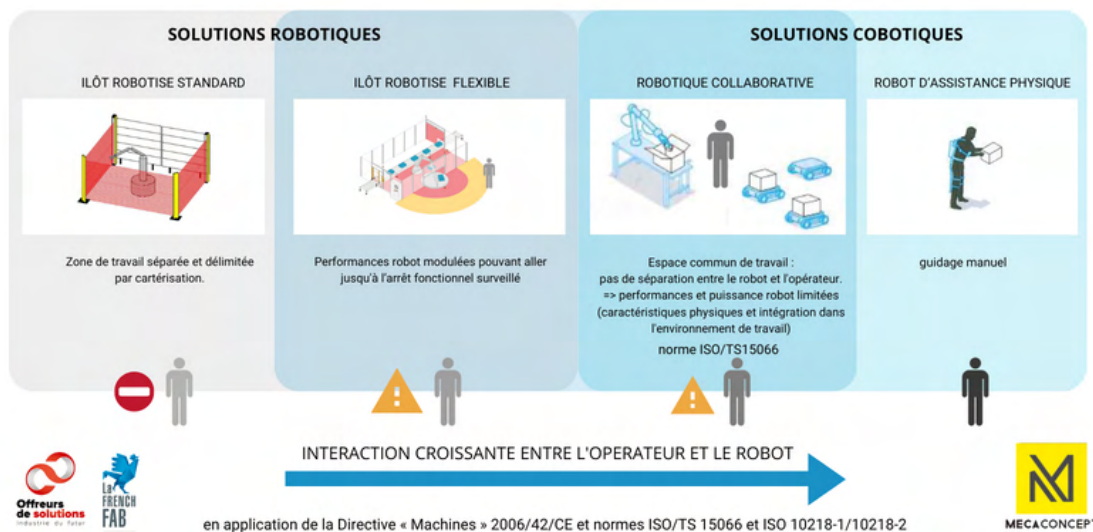 SOLUTIONS ROBOTIQUES
SOLUTIONS COBOTIQUES
ILÔT ROBOTISE STANDARD
ILÔT ROBOTISE FLEXIBLE
ROBOTIQUE COLLABORATIVE
ROBOT D'ASSISTANCE PHYSIQUE
Zone de travail séparée et délimitée
par cartérisation.
Performances robot modulées pouvant aller
jusqu'à l'arrêt fonctionnel surveillé
Espace commun de travail :
pas de séparation entre le robot et l'opérateur.
=> performances et puissance robot limitées
(caractéristiques physiques et intégration dans
l'environnement de travail)
norme ISO/TS15066
guidage manuel
INTERACTION CROISSANTE ENTRE L'OPERATEUR ET LE ROBOT
Offreurs
de solutions
Industrie du futur
La
FRENCH
FAB
en application de la Directive « Machines » 2006/42/CE et normes ISO/TS 15066 et ISO 10218-1/10218-2
MECACONCEPT